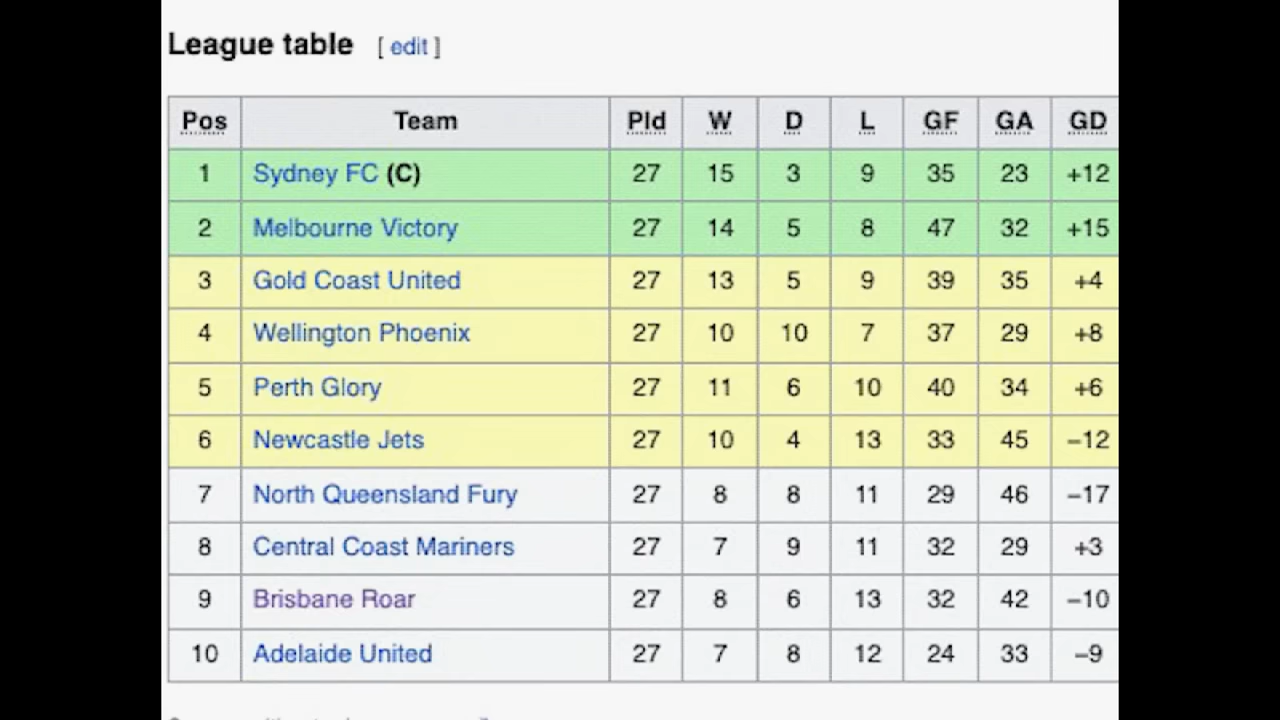 League table [ edit ]
Pos Team Pld W D L GF GA GD
1 Sydney FC (C) 27 15 3 9 35 23 +12
2 Melbourne Victory 27 14 5 8 47 32 +15
3 Gold Coast United 27 13 5 9 39 35 +4
4 Wellington Phoenix 27 10 10 7 37 29 +8
5 Perth Glory 27 11 6 10 40 34 +6
6 Newcastle Jets 27 10 4 13 33 45 −12
7 North Queensland Fury 27 8 8 11 29 46 −17
8 Central Coast Mariners 27 7 9 11 32 29 +3
9 Brisbane Roar 27 8 6 13 32 42 −10
10 Adelaide United 27 7 8 12 24 33 −9